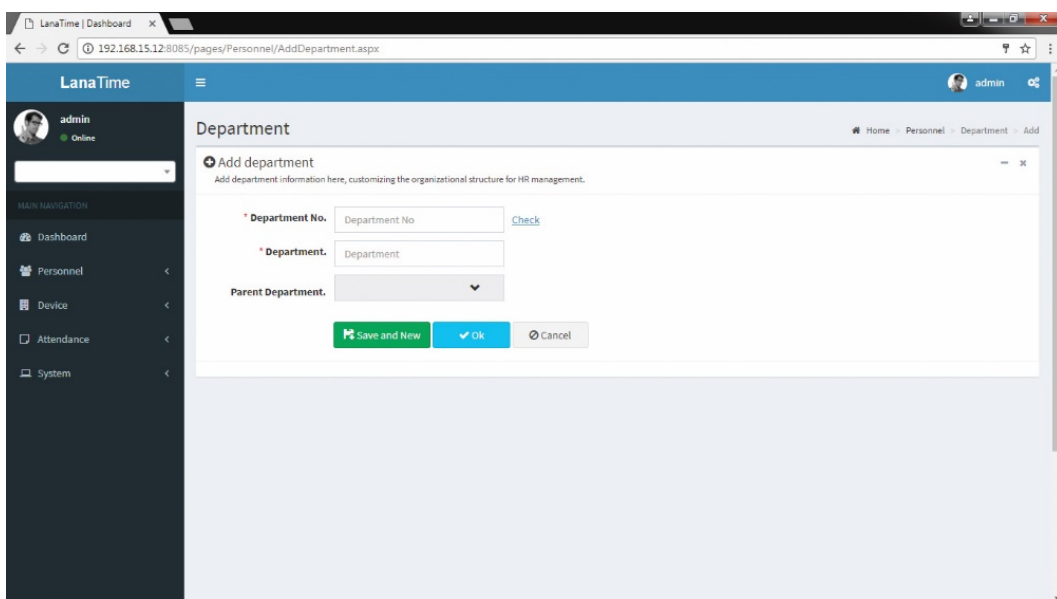 LanaTime | Dashboard
192.168.15.12:8085/pages/Personnel/AddDepartment.aspx
LanaTime
admin
admin
Online
Department
Home > Personnel > Department > Add
Add department
Add department information here, customizing the organizational structure for HR management.
MAIN NAVIGATION
Dashboard
Personnel
Device
Attendance
System
* Department No.
Department No
Check
* Department.
Department
Parent Department.
Save and New
Ok
Cancel